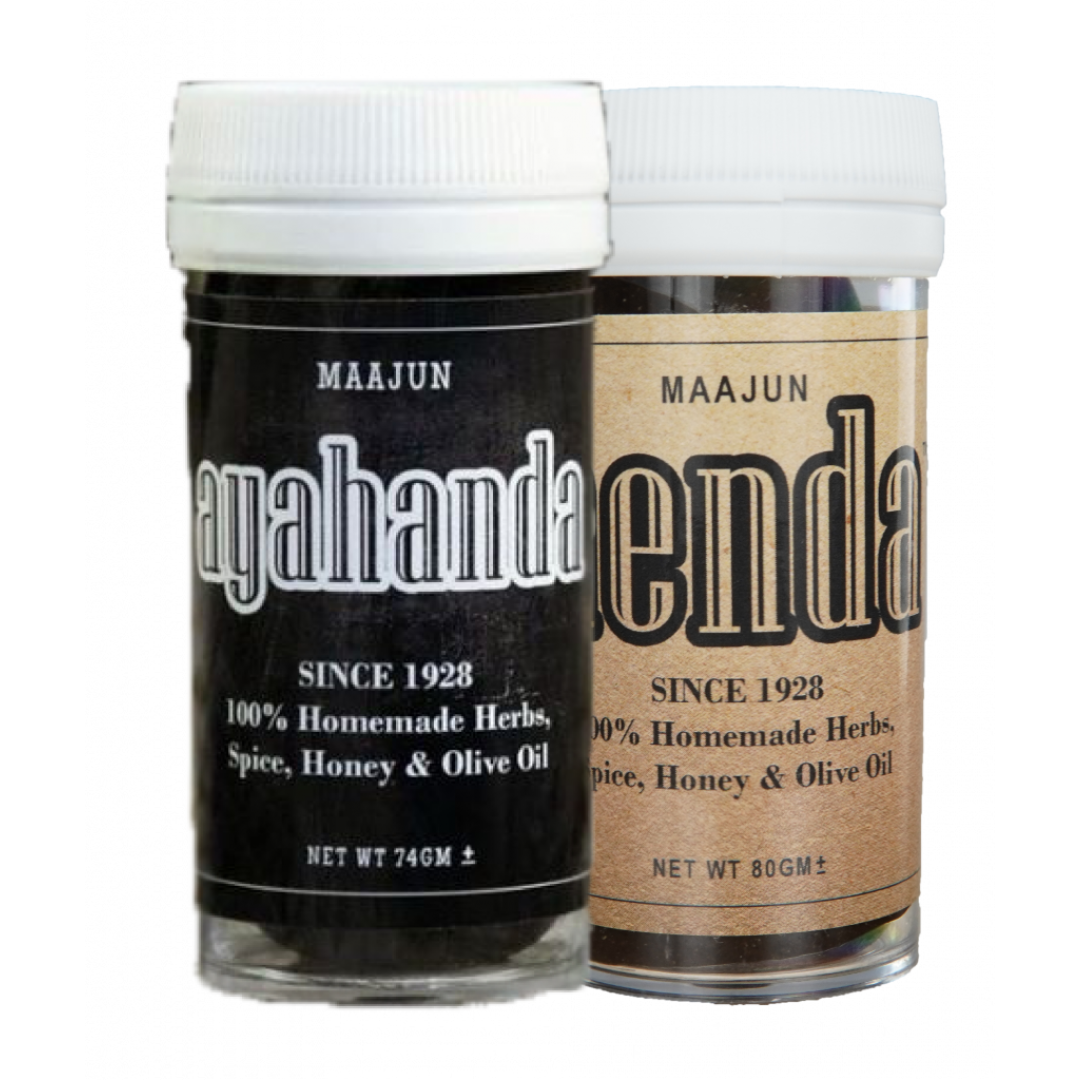 MAAJUN
ayahanda
SINCE 1928
100% Homemade Herbs,
Spice, Honey & Olive Oil
NET WT 74GM ±
MAAJUN
enda
SINCE 1928
00% Homemade Herbs,
pice, Honey & Olive Oil
NET WT 80GM±